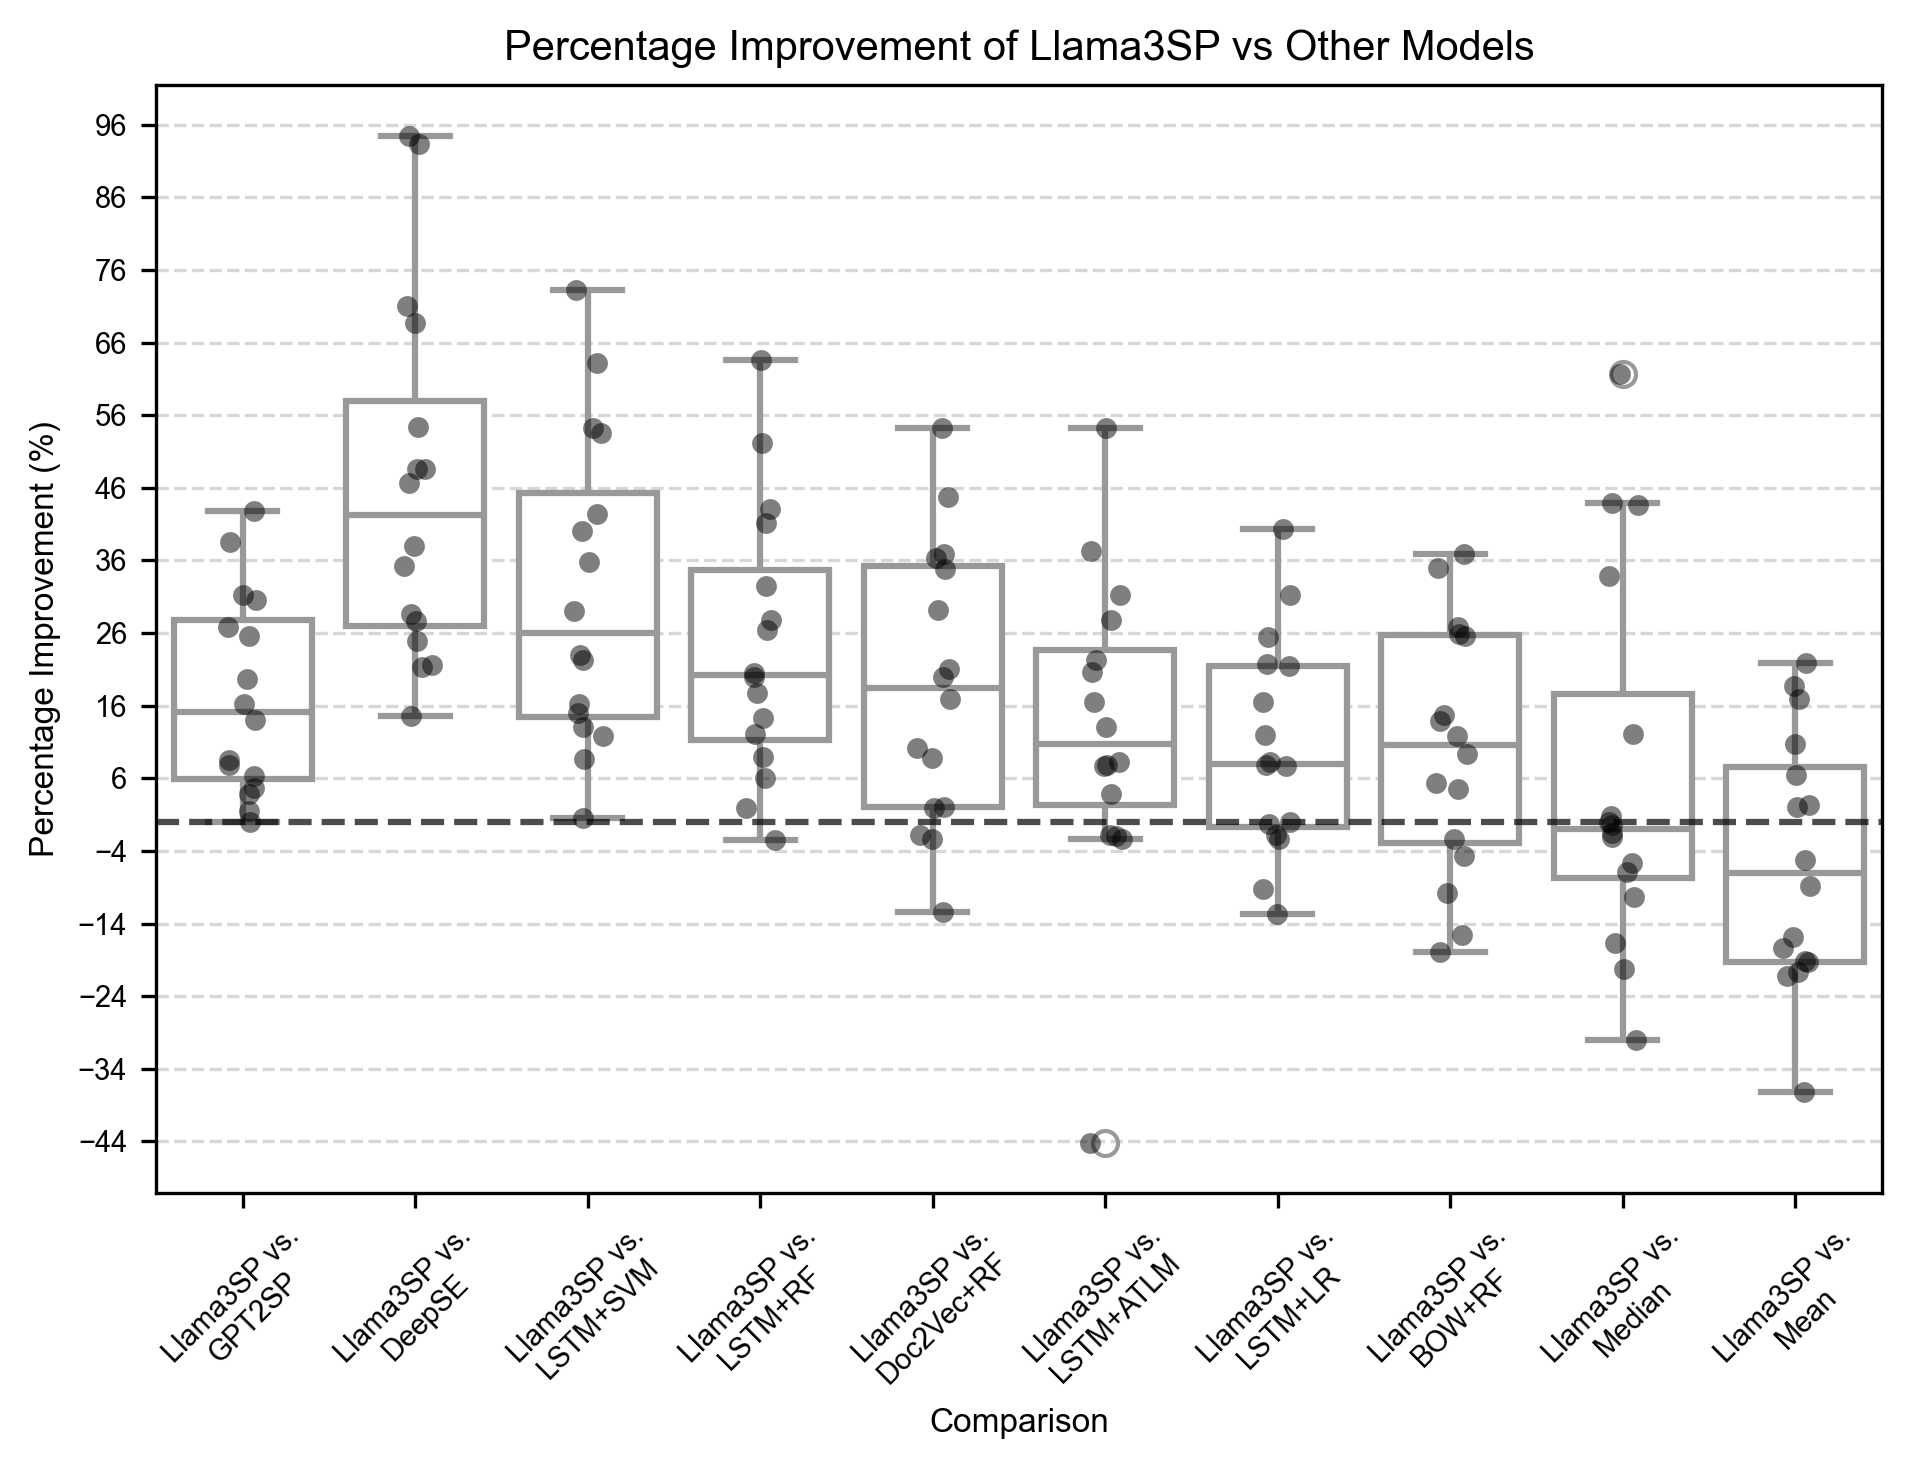 Percentage Improvement of Llama3SP vs Other Models
Percentage Improvement (%)
96
86
76
66
56
46
36
26
16
6
−4
−14
−24
−34
−44
Llama3SP vs.
GPT2SP
Llama3SP vs.
DeepSE
Llama3SP vs.
LSTM+SVM
Llama3SP vs.
LSTM+RF
Llama3SP vs.
Doc2Vec+RF
Llama3SP vs.
LSTM+ATLM
Llama3SP vs.
LSTM+LR
Llama3SP vs.
BOW+RF
Llama3SP vs.
Median
Llama3SP vs.
Mean
Comparison